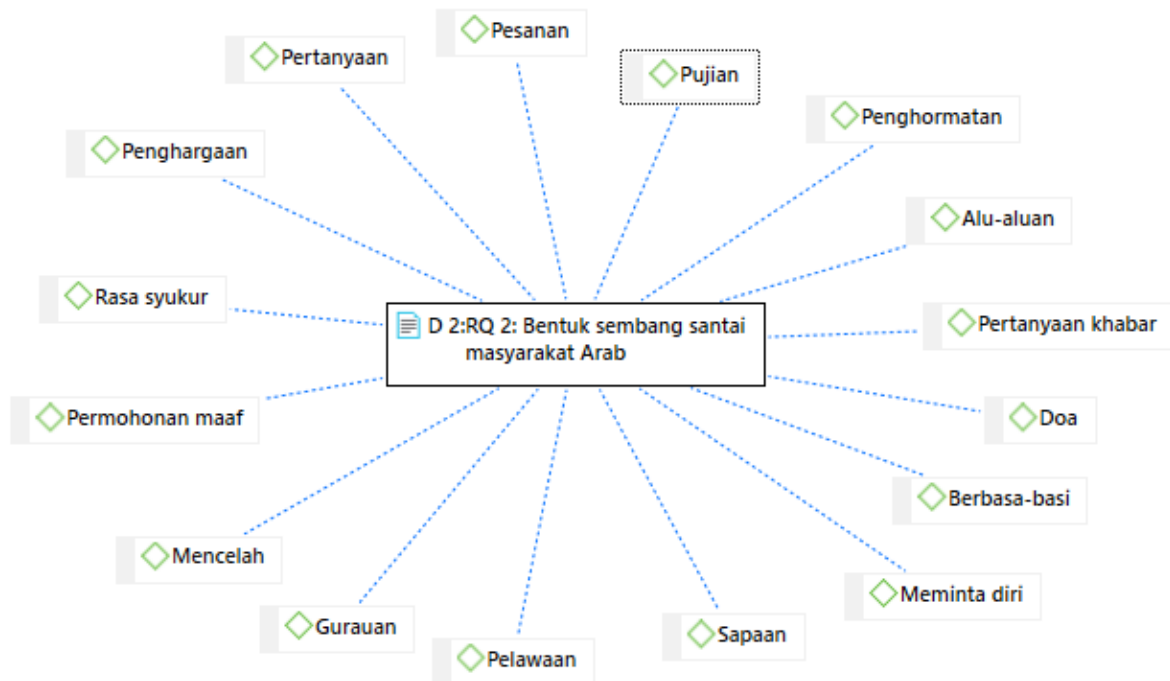 Pesanan
Pertanyaan
Pujian
Penghormatan
Penghargaan
Alu-aluan
Rasa syukur
D 2:RQ 2: Bentuk sembang santai
masyarakat Arab
Pertanyaan khabar
Permohonan maaf
Doa
Berbasa-basi
Mencelah
Meminta diri
Gurauan
Sapaan
Pelawaan